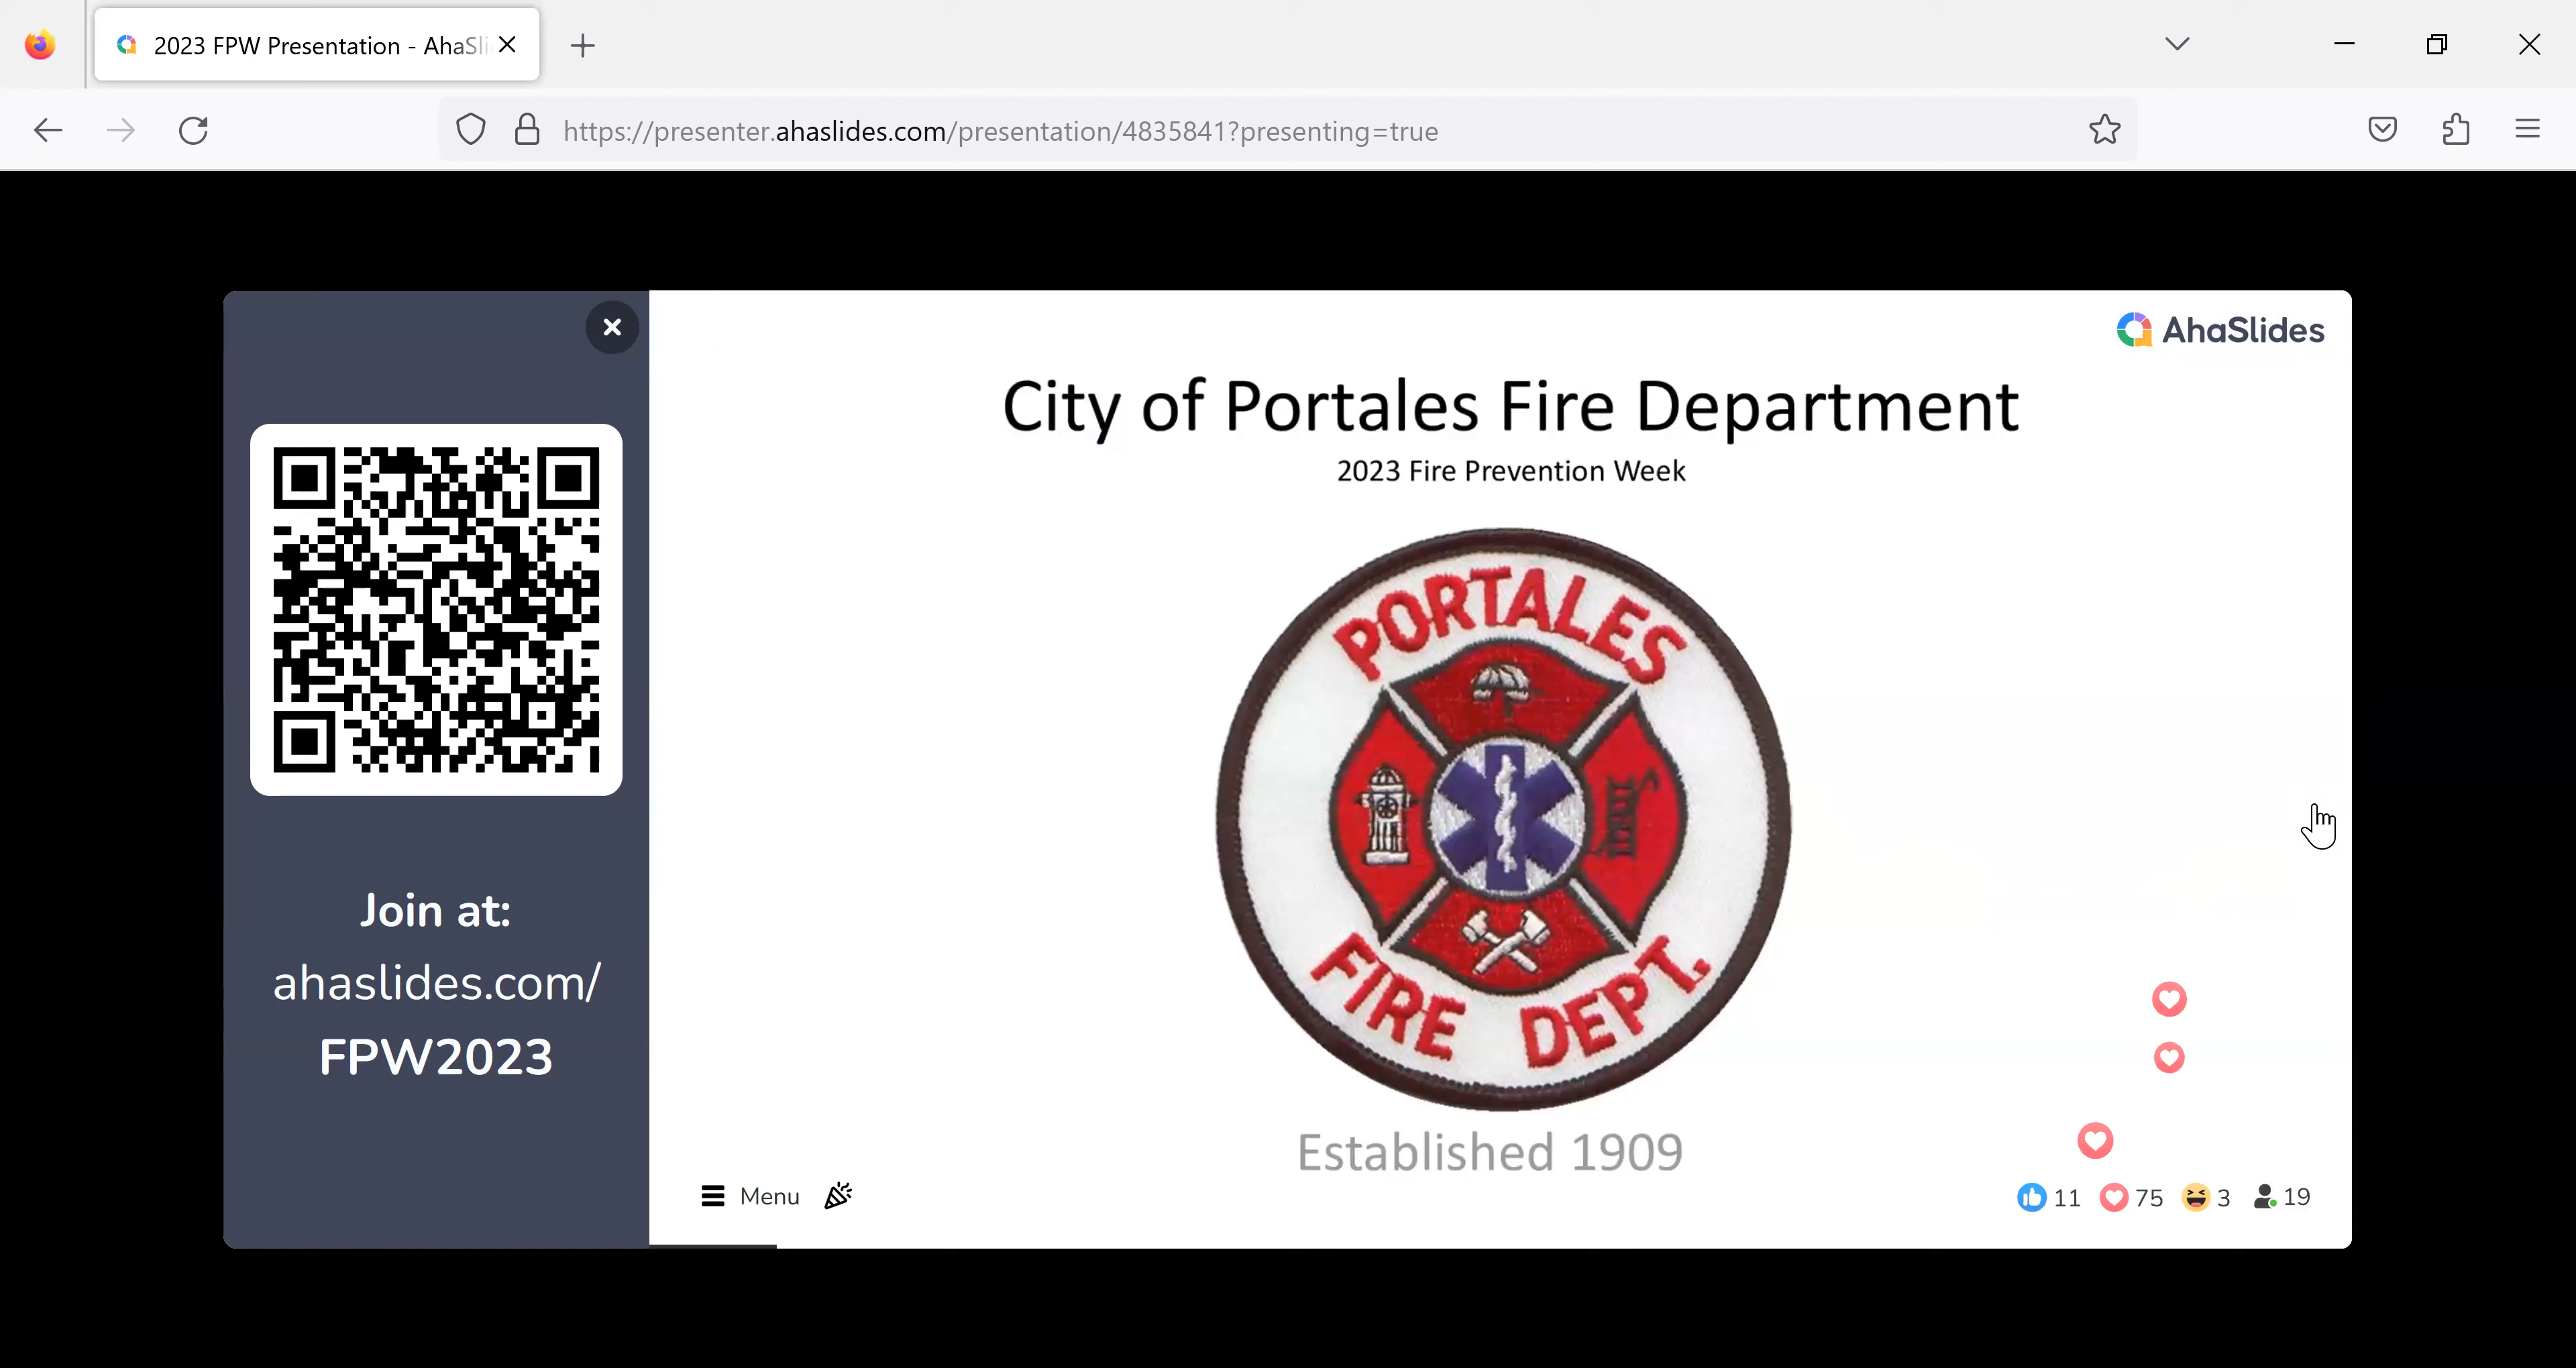 2023 FPW Presentation - AhaSli
https://presenter.ahaslides.com/presentation/4835841?presenting=true
AhaSlides
City of Portales Fire Department
2023 Fire Prevention Week
PORTALES
FIRE DEPT.
Established 1909
Join at:
ahaslides.com/
FPW2023
Menu
11 75 3 19